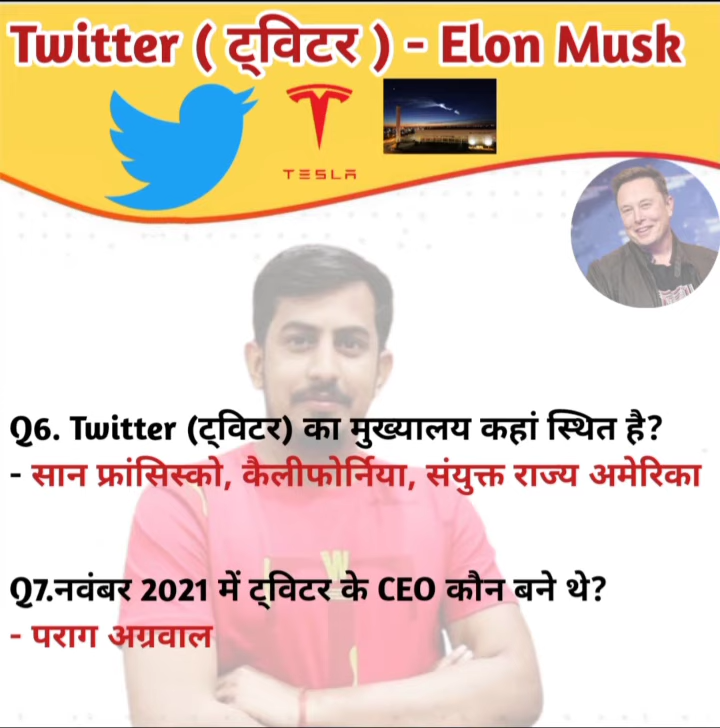 Twitter ( ट्विटर ) - Elon Musk
TESLA
Q6. Twitter (ट्विटर) का मुख्यालय कहां स्थित है?
- सान फ्रांसिस्को, कैलीफोर्निया, संयुक्त राज्य अमेरिका
Q7.नवंबर 2021 में ट्विटर के CEO कौन बने थे?
- पराग अग्रवाल